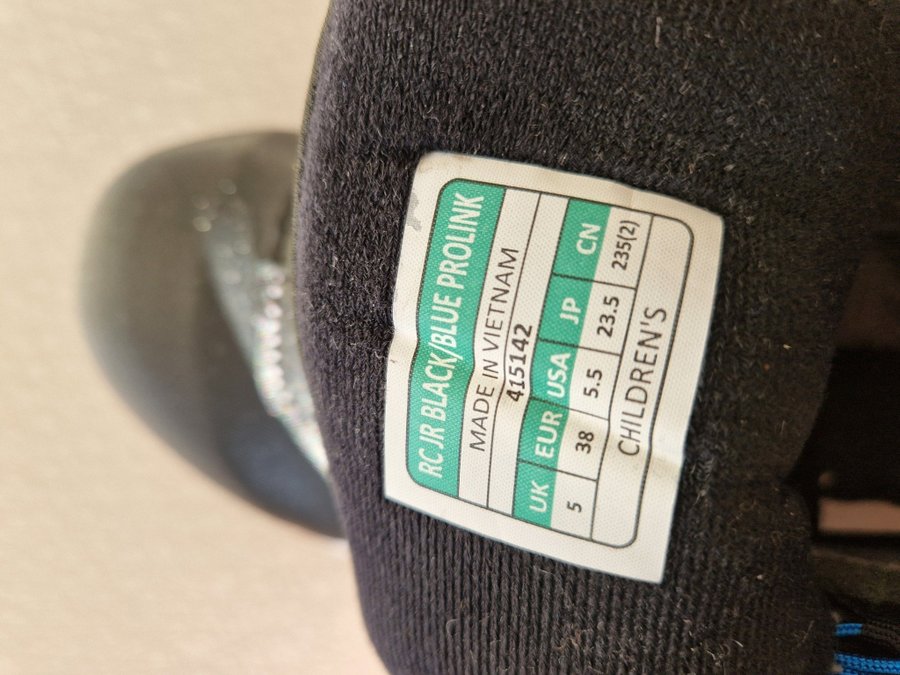 RC JR BLACK/BLUE PROLINK
MADE IN VIETNAM
415142
UK EUR USA JP CN
5 38 5.5 23.5 235(2)
CHILDREN'S